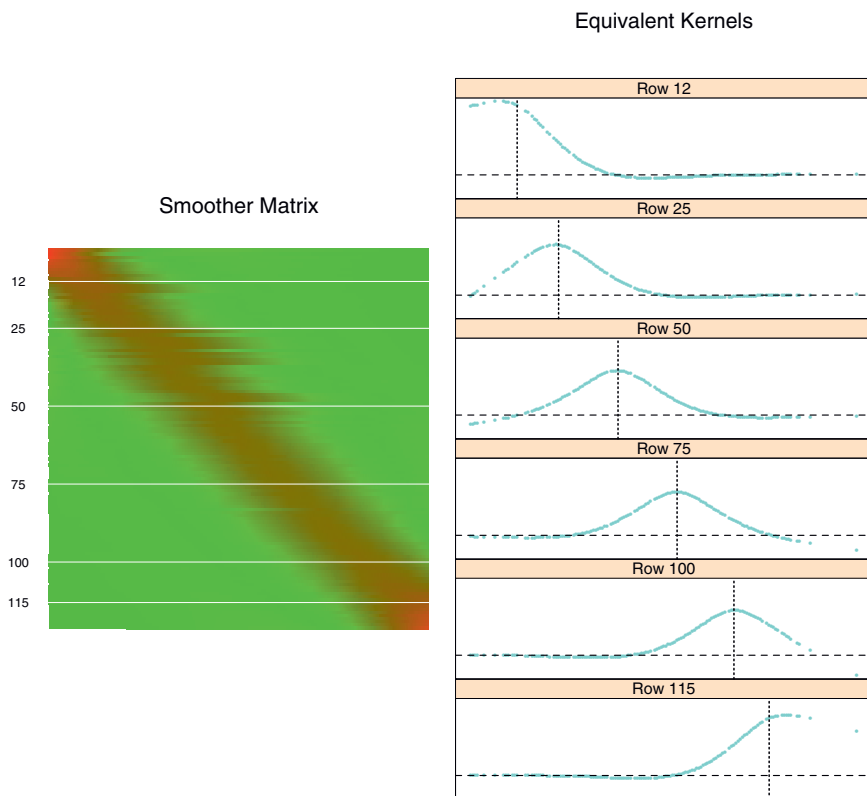 Equivalent Kernels
Smoother Matrix
12
25
50
75
100
115
Row 12
Row 25
Row 50
Row 75
Row 100
Row 115